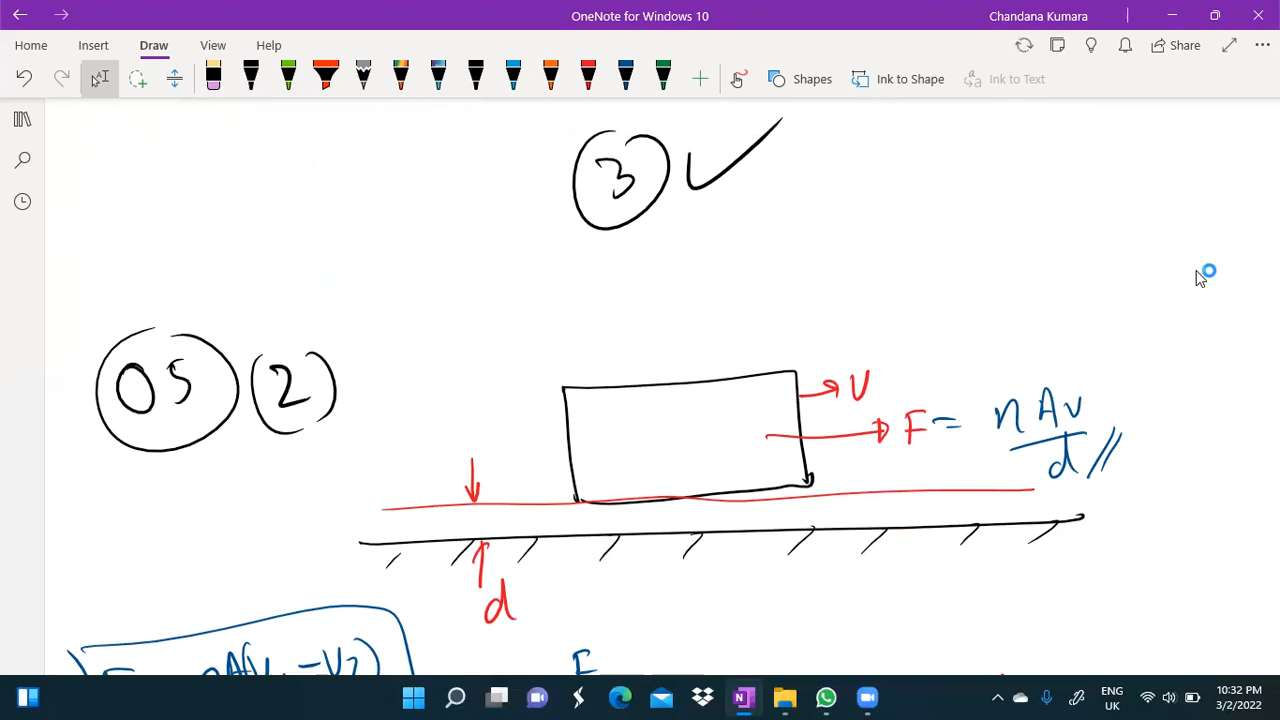 OneNote for Windows 10
Chandana Kumara
Home Insert Draw View Help
Share
Shapes
Ink to Shape
Ink to Text
3
05 (2)
V
F = ηAv
d //
d
F
ENG
UK
10:32 PM
3/2/2022